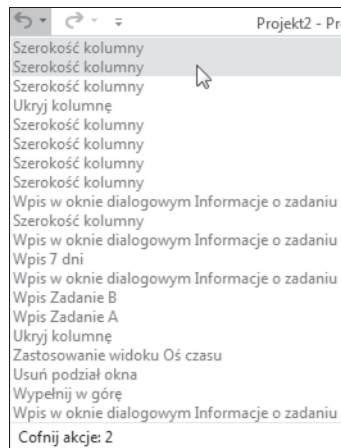 Projekt2 - Pr
Szerokość kolumny
Szerokość kolumny
Szerokość kolumny
Ukryj kolumnę
Szerokość kolumny
Szerokość kolumny
Szerokość kolumny
Szerokość kolumny
Wpis w oknie dialogowym Informacje o zadaniu
Szerokość kolumny
Wpis w oknie dialogowym Informacje o zadaniu
Wpis 7 dni
Wpis w oknie dialogowym Informacje o zadaniu
Wpis Zadanie B
Wpis Zadanie A
Ukryj kolumnę
Zastosowanie widoku Oś czasu
Usuń podział okna
Wypełnij w górę
Wpis w oknie dialogowym Informacje o zadaniu
Cofnij akcje: 2